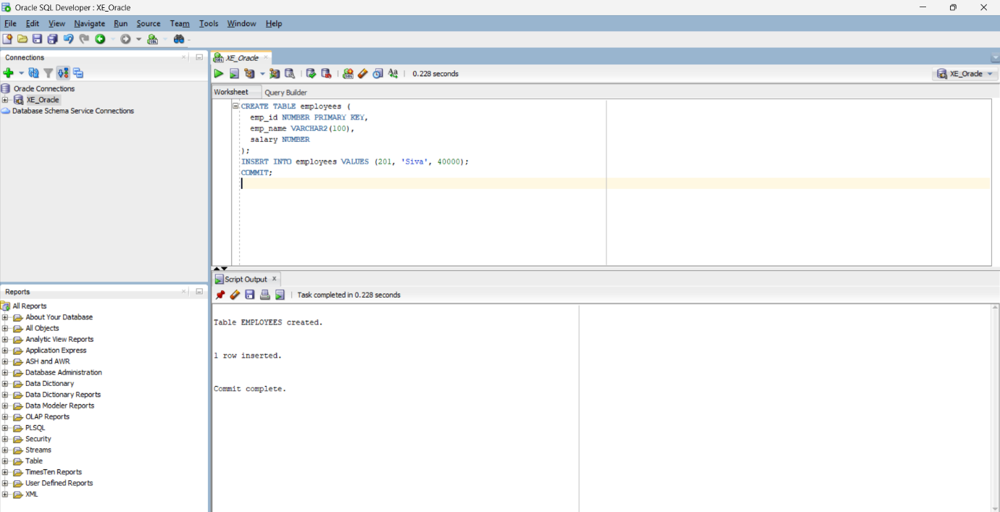 Oracle SQL Developer : XE_Oracle
File Edit View Navigate Run Source Team Tools Window Help
Connections
Oracle Connections
XE_Oracle
Database Schema Service Connections
Reports
All Reports
About Your Database
All Objects
Analytic View Reports
Application Express
ASH and AWR
Database Administration
Data Dictionary
Data Dictionary Reports
Data Modeler Reports
OLAP Reports
PLSQL
Security
Streams
Table
TimesTen Reports
User Defined Reports
XML
XE_Oracle
0.228 seconds
XE_Oracle
Worksheet Query Builder
CREATE TABLE employees (
emp_id NUMBER PRIMARY KEY,
emp_name VARCHAR2(100),
salary NUMBER
);
INSERT INTO employees VALUES (201, 'Siva', 40000);
COMMIT;
Script Output
Task completed in 0.228 seconds
Table EMPLOYEES created.
1 row inserted.
Commit complete.